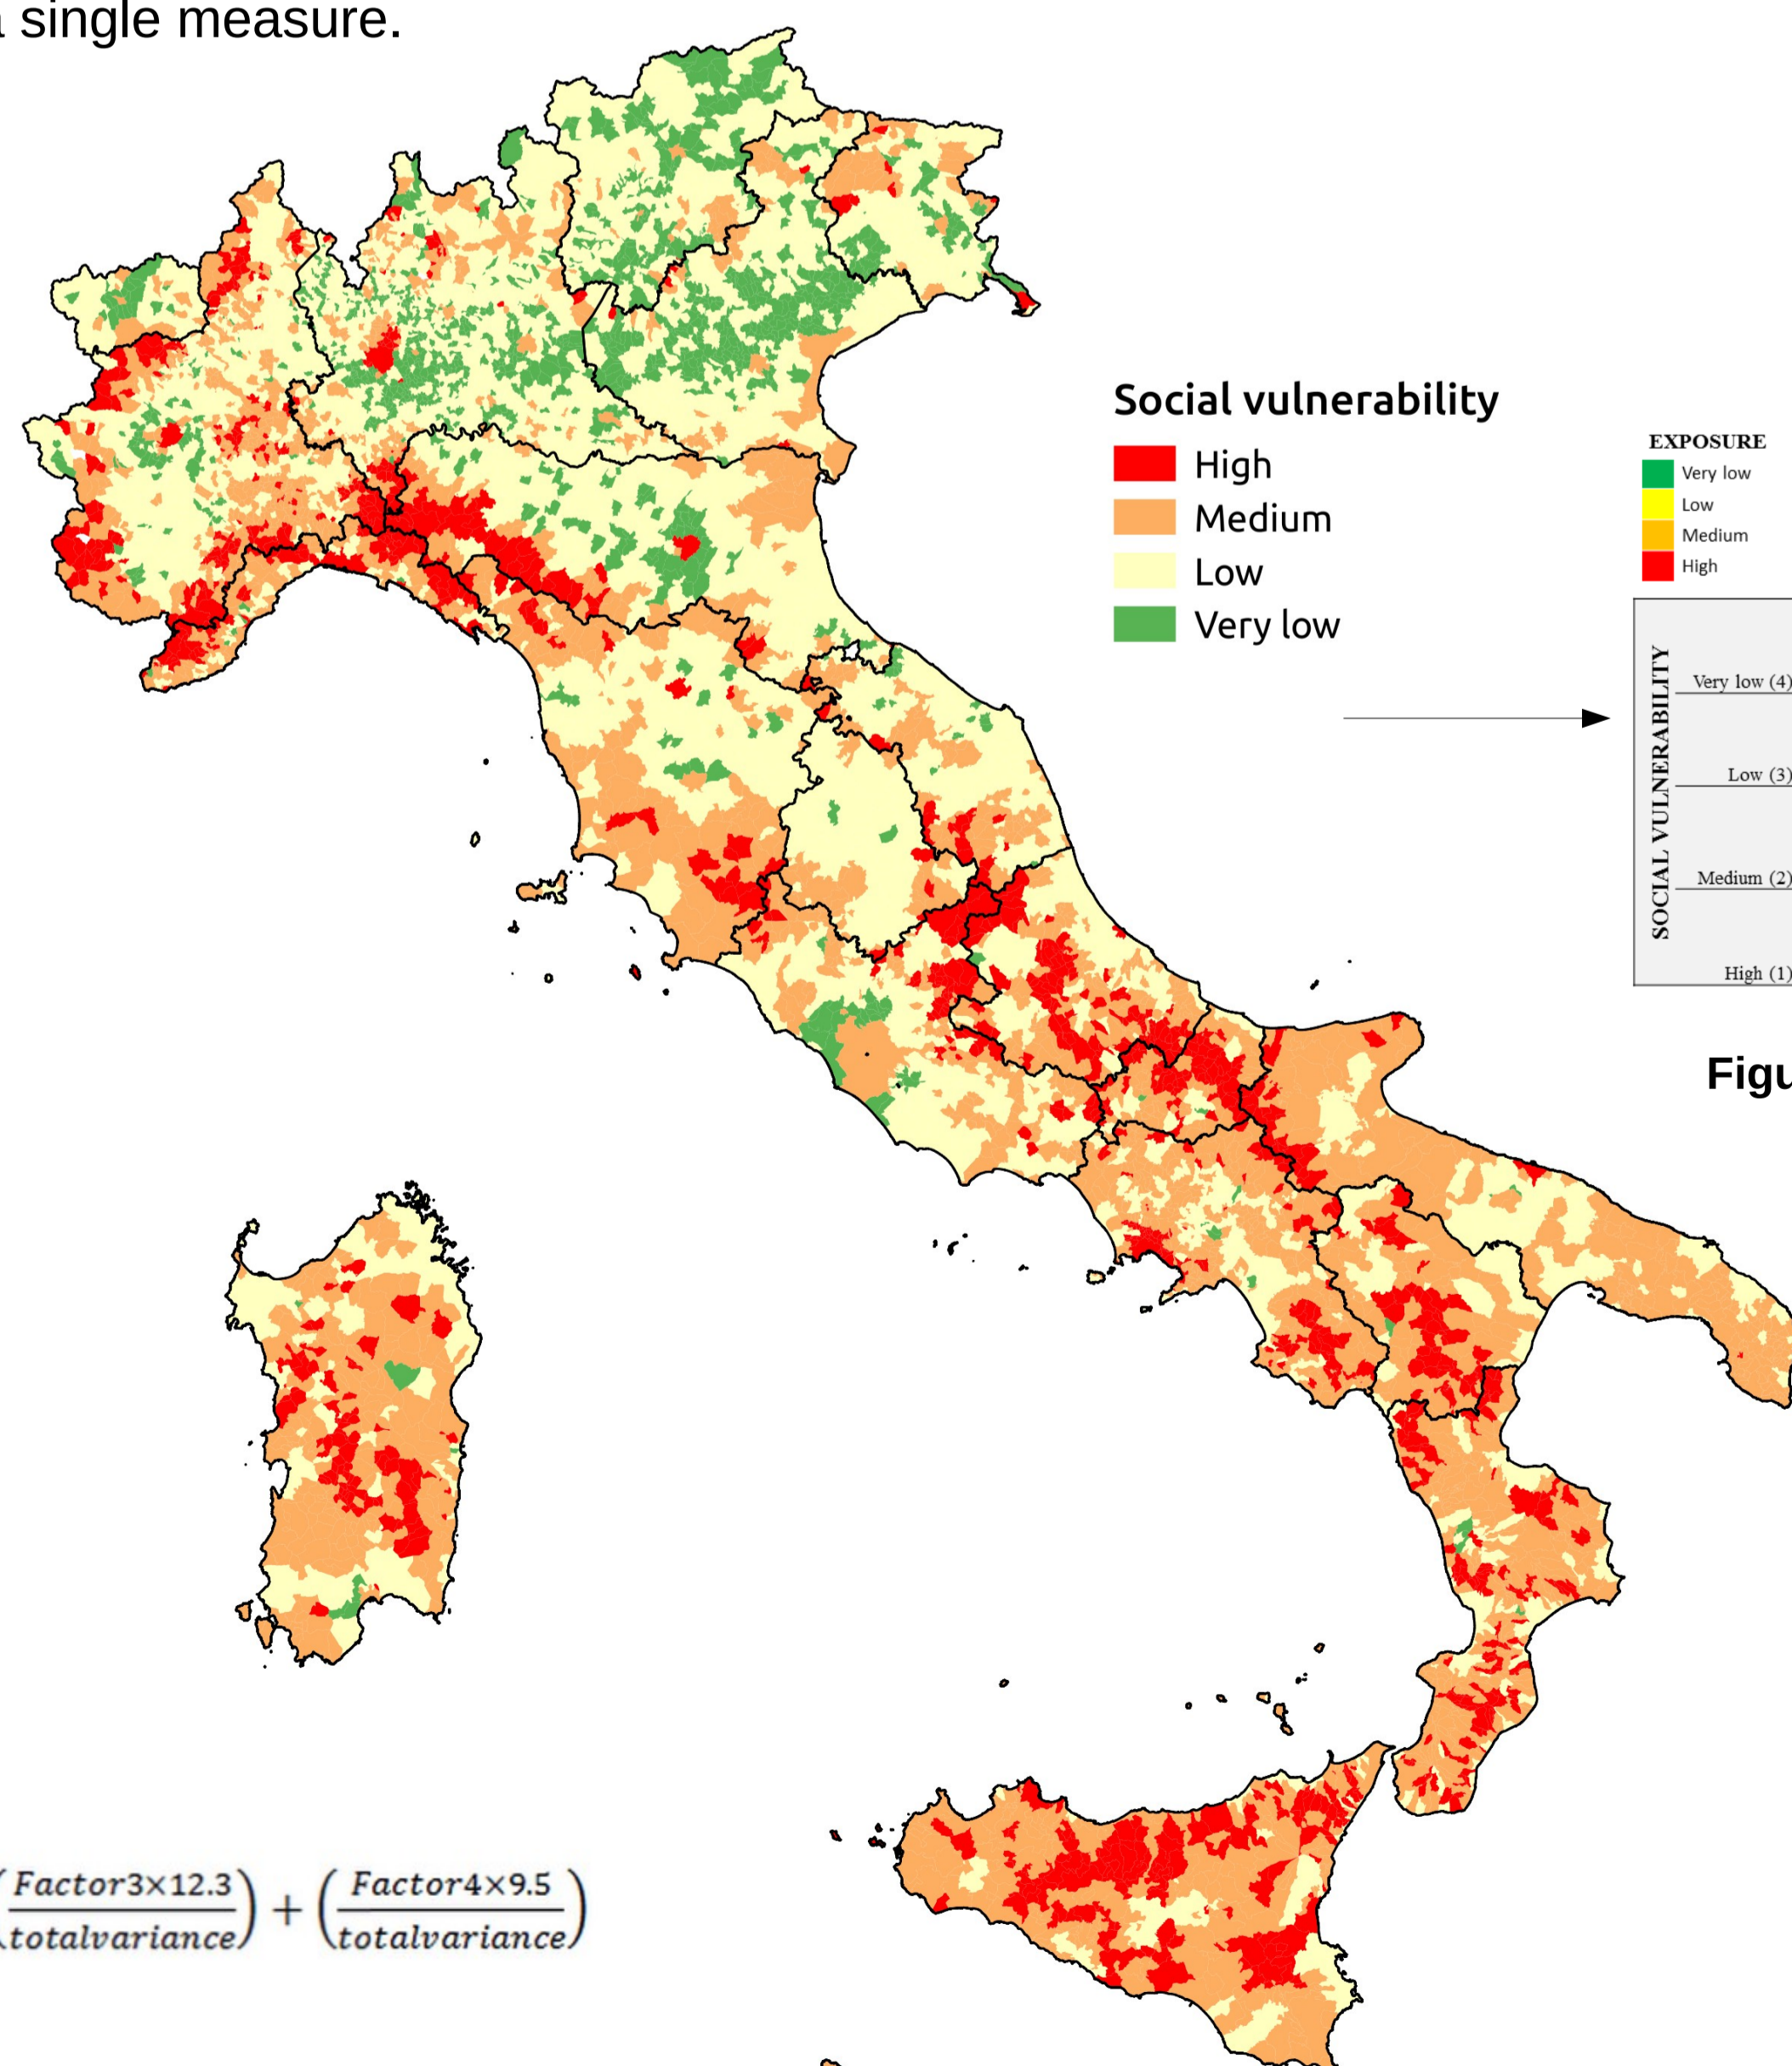 single measure.
Social vulnerability
High
Medium
Low
Very low
EXPOSURE
Very low
Low
Medium
High
SOCIAL VULNERABILITY
Very low (4)
Low (3)
Medium (2)
High (1)
Figu
(Factor3×12.3/totalvariance) + (Factor4×9.5/totalvariance)